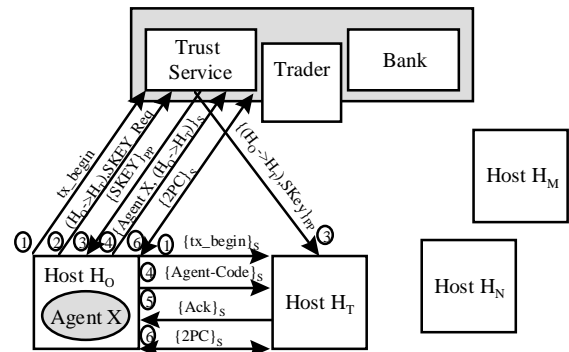 Trust
Service
Trader
Bank
tx_begin
(H_O->H_T),SKEY_Req
{SKEY}_PP
{Agent X, (H_O->H_T)}_S
{2PC}_S
{(H_O->H_T),SKey}_PP
3
1
2
3
4
6
1
{tx_begin}_S
4
{Agent-Code}_S
5
{Ack}_S
6
{2PC}_S
Host H_O
Agent X
Host H_T
Host H_M
Host H_N